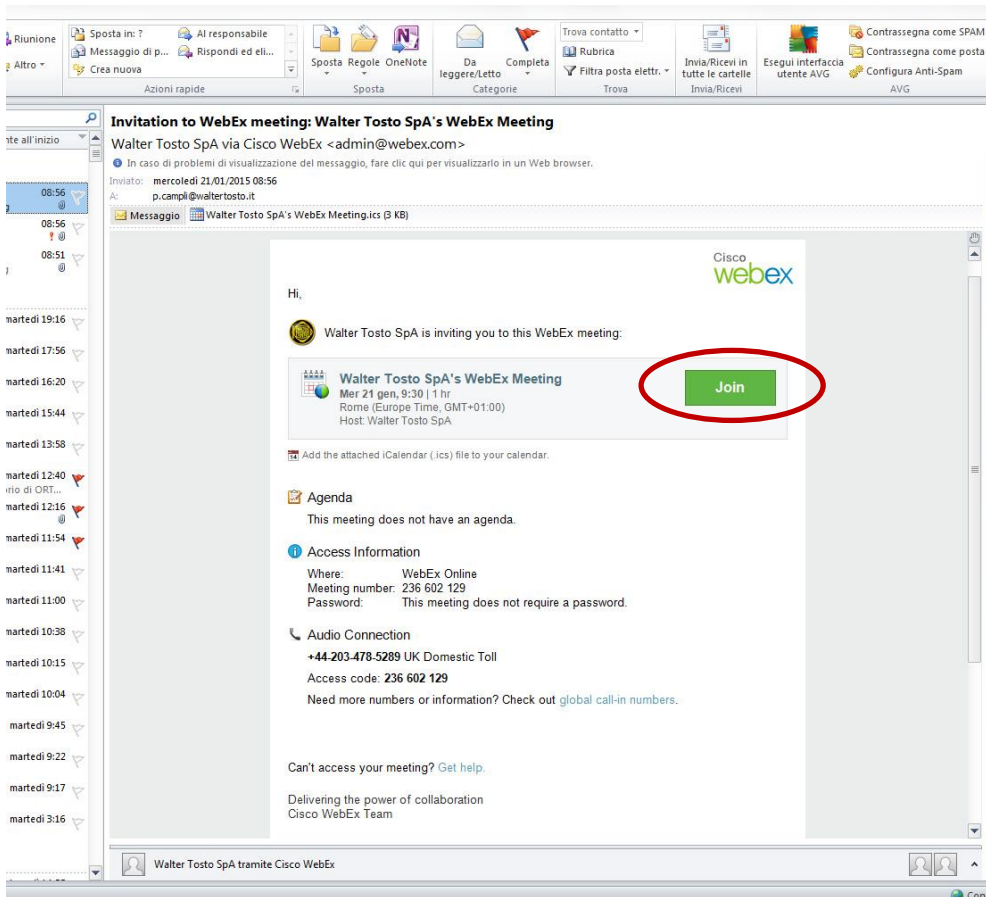 Riunione
Altro
Sposta in: ?
Al responsabile
Messaggio di p...
Rispondi ed eli...
Crea nuova
Azioni rapide
Sposta Regole OneNote
Sposta
Da leggere/Letto
Completa
Categorie
Trova contatto
Rubrica
Filtra posta elettr.
Trova
Invia/Ricevi in
tutte le cartelle
Invia/Ricevi
Esegui interfaccia
utente AVG
Contrassegna come SPAM
Contrassegna come posta
Configura Anti-Spam
AVG
all'inizio
08:56
08:56
08:51
martedì 19:16
martedì 17:56
martedì 16:20
martedì 15:44
martedì 13:58
martedì 12:40
di ORT...
martedì 12:16
martedì 11:54
martedì 11:41
martedì 11:00
martedì 10:38
martedì 10:15
martedì 10:04
martedì 9:45
martedì 9:22
martedì 9:17
martedì 3:16
Invitation to WebEx meeting: Walter Tosto SpA's WebEx Meeting
Walter Tosto SpA via Cisco WebEx <admin@webex.com>
In caso di problemi di visualizzazione del messaggio, fare clic qui per visualizzarlo in un Web browser.
Inviato: mercoledì 21/01/2015 08:56
A: p.campli@waltertosto.it
Messaggio Walter Tosto SpA's WebEx Meeting.ics (3 KB)
Cisco
webex
Hi,
Walter Tosto SpA is inviting you to this WebEx meeting:
Walter Tosto SpA's WebEx Meeting
Mer 21 gen, 9:30 | 1 hr
Rome (Europe Time, GMT+01:00)
Host: Walter Tosto SpA
Join
Add the attached iCalendar (.ics) file to your calendar.
Agenda
This meeting does not have an agenda.
Access Information
Where: WebEx Online
Meeting number: 236 602 129
Password: This meeting does not require a password.
Audio Connection
+44-203-478-5289 UK Domestic Toll
Access code: 236 602 129
Need more numbers or information? Check out global call-in numbers.
Can't access your meeting? Get help.
Delivering the power of collaboration
Cisco WebEx Team
Walter Tosto SpA tramite Cisco WebEx